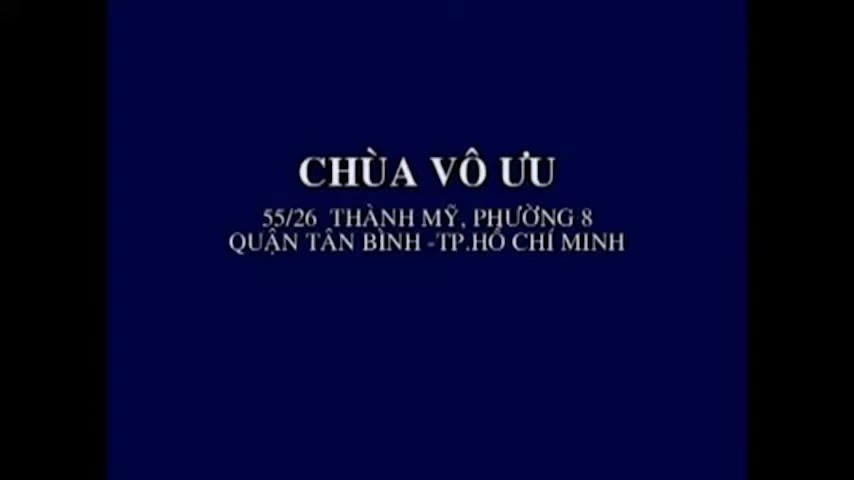 CHÙA VÔ ƯU
55/26 THÀNH MỸ, PHƯỜNG 8
QUẬN TÂN BÌNH -TP.HỒ CHÍ MINH